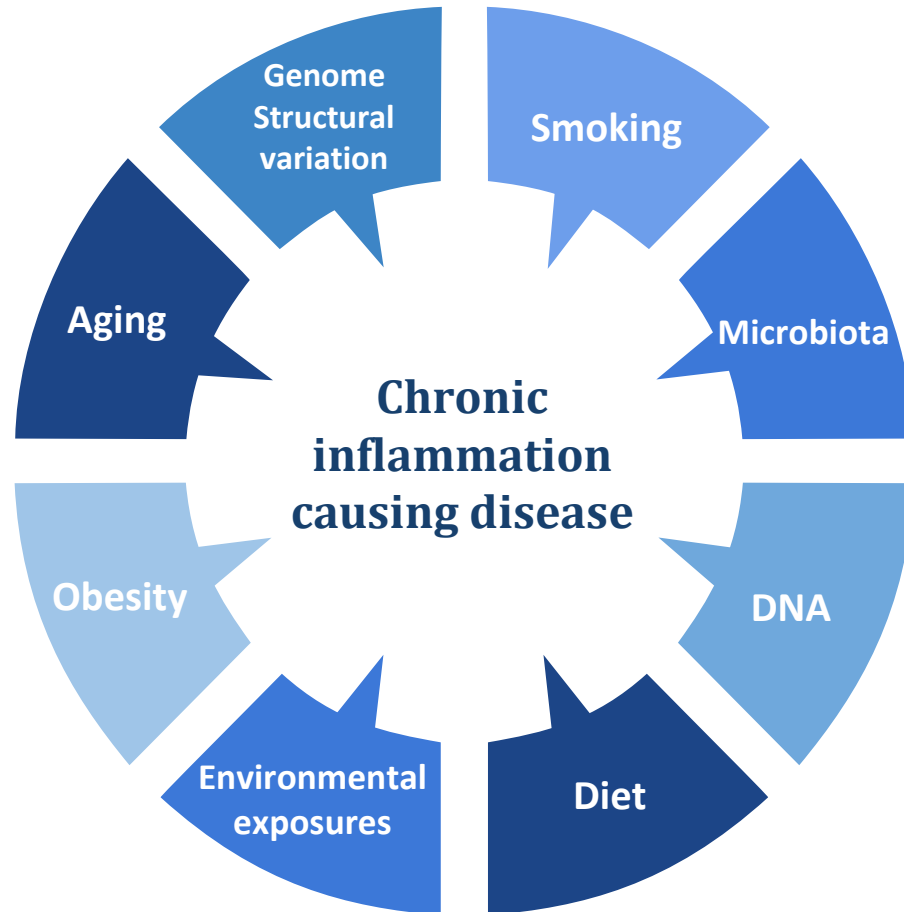 Genome
Structural
variation
Smoking
Microbiota
DNA
Diet
Environmental
exposures
Obesity
Aging
Chronic
inflammation
causing disease